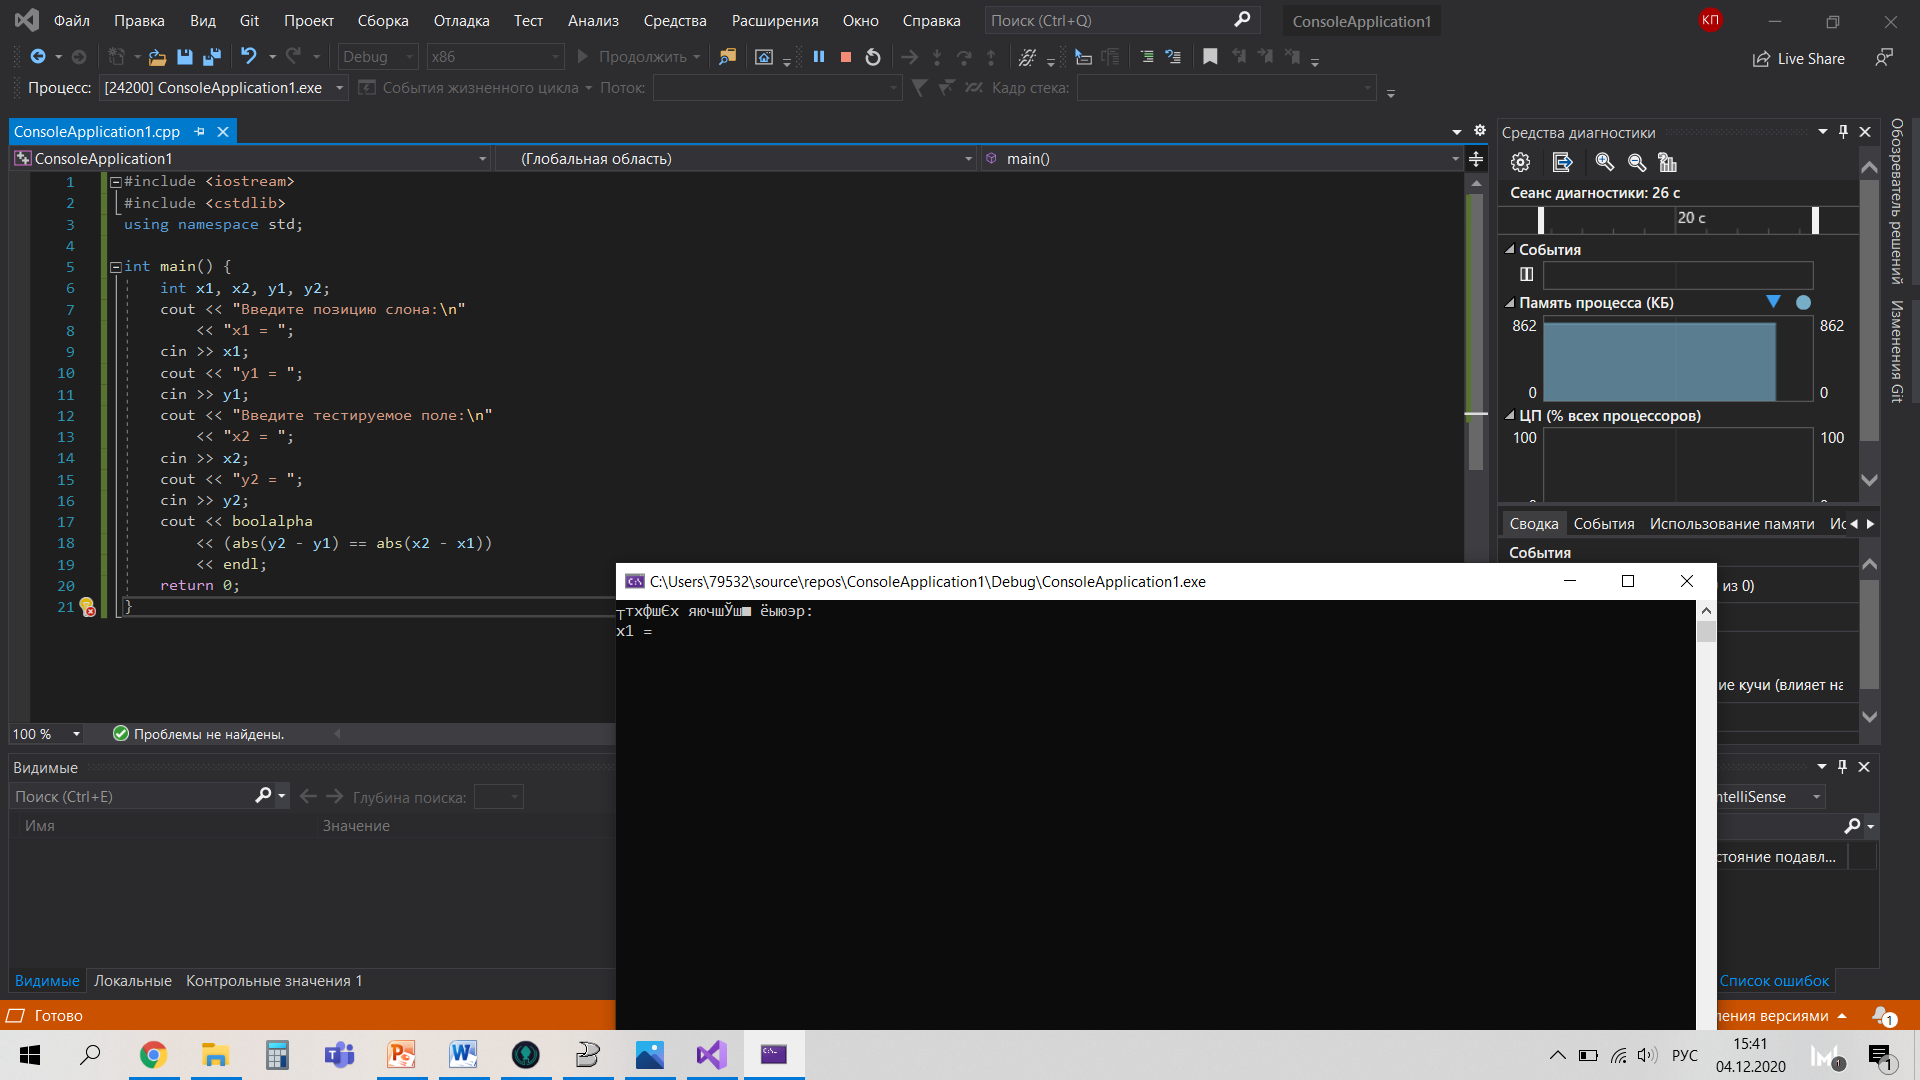 Файл Правка Вид Git Проект Сборка Отладка Тест Анализ Средства Расширения Окно Справка Поиск (Ctrl+Q) ConsoleApplication1 КП
Debug x86 Продолжить Live Share
Процесс: [24200] ConsoleApplication1.exe События жизненного цикла Поток: Кадр стека:
ConsoleApplication1.cpp
ConsoleApplication1 (Глобальная область) main()
1 #include <iostream>
2 #include <cstdlib>
3 using namespace std;
4
5 int main() {
6 int x1, x2, y1, y2;
7 cout << "Введите позицию слона:\n"
8 << "x1 = ";
9 cin >> x1;
10 cout << "y1 = ";
11 cin >> y1;
12 cout << "Введите тестируемое поле:\n"
13 << "x2 = ";
14 cin >> x2;
15 cout << "y2 = ";
16 cin >> y2;
17 cout << boolalpha
18 << (abs(y2 - y1) == abs(x2 - x1))
19 << endl;
20 return 0;
21 }
100 % Проблемы не найдены.
Средства диагностики
Сеанс диагностики: 26 с
20 с
События
Память процесса (КБ)
862 862
0 0
ЦП (% всех процессоров)
100 100
Сводка События Использование памяти Ис
События
из 0)
ие кучи (влияет на
Обозреватель решений
Изменения Git
C:\Users\79532\source\repos\ConsoleApplication1\Debug\ConsoleApplication1.exe
┬тхфшЄх яючшЎш■ ёыюэр:
x1 =
Видимые
Поиск (Ctrl+E) Глубина поиска:
Имя Значение
Видимые Локальные Контрольные значения 1
ntelliSense
стояние подавл...
Список ошибок
Готово
ления версиями 1
РУС 15:41
04.12.2020 1 1